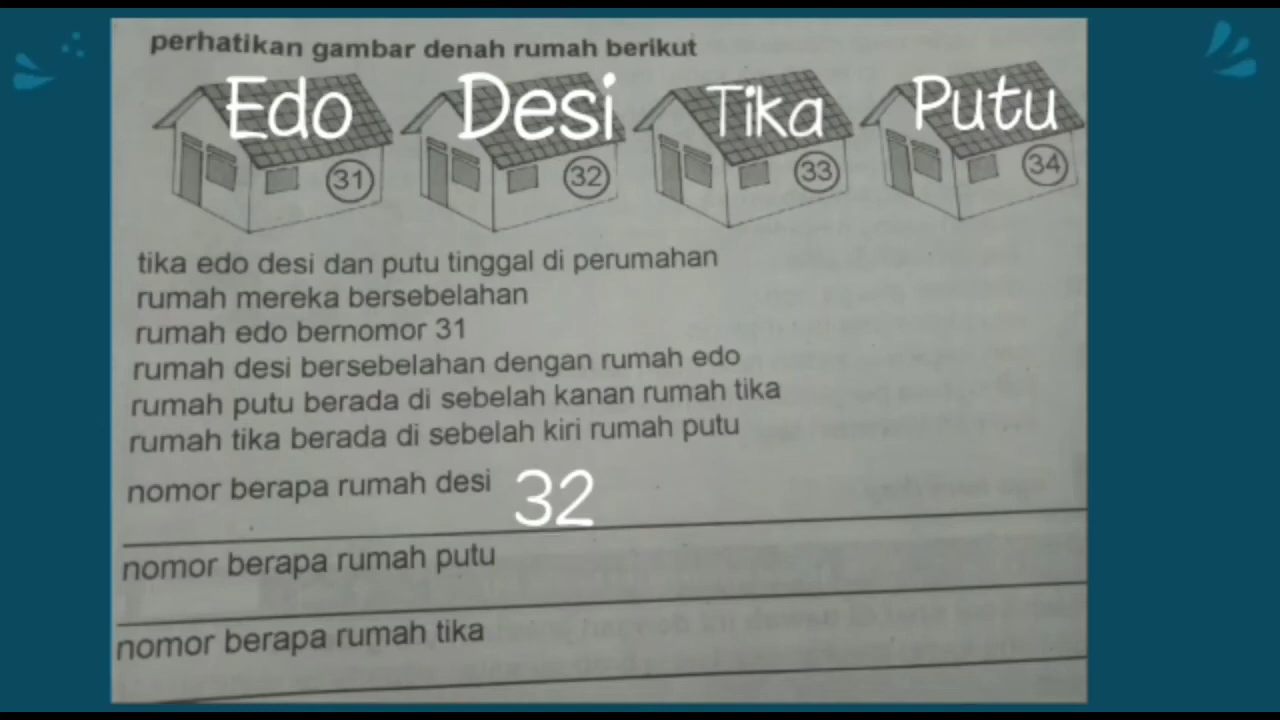 perhatikan gambar denah rumah berikut
Edo Desi Tika Putu
31 32 33 34
tika edo desi dan putu tinggal di perumahan
rumah mereka bersebelahan
rumah edo bernomor 31
rumah desi bersebelahan dengan rumah edo
rumah putu berada di sebelah kanan rumah tika
rumah tika berada di sebelah kiri rumah putu
nomor berapa rumah desi 32
nomor berapa rumah putu
nomor berapa rumah tika